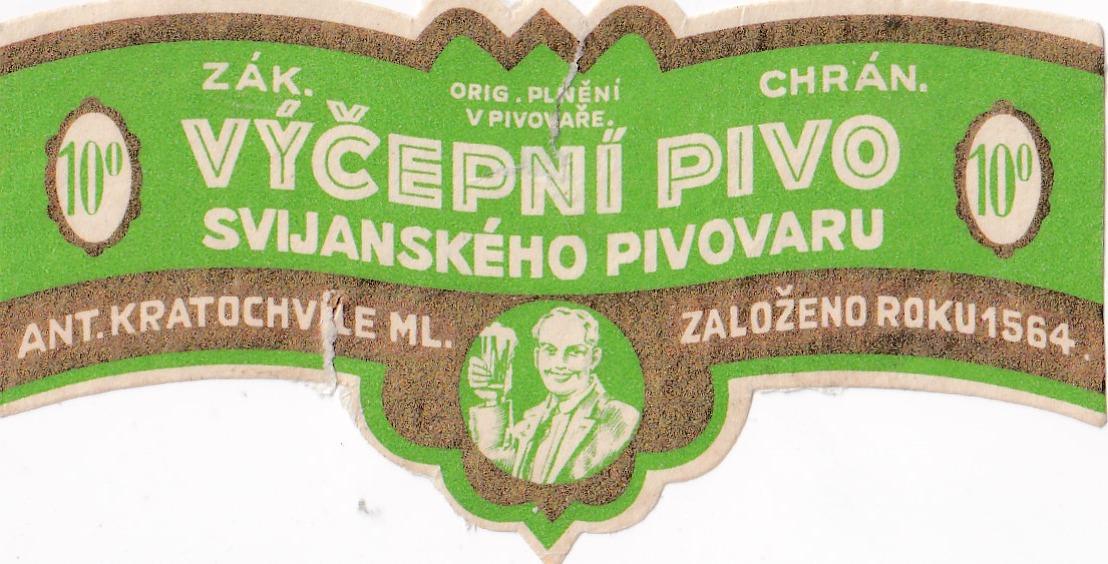 ZÁK.
ORIG. PLNĚNÍ
V PIVOVAŘE.
CHRÁN.
10°
VÝČEPNÍ PIVO
10°
SVIJANSKÉHO PIVOVARU
ANT. KRATOCHVÍLE ML.
ZALOŽENO ROKU 1564.